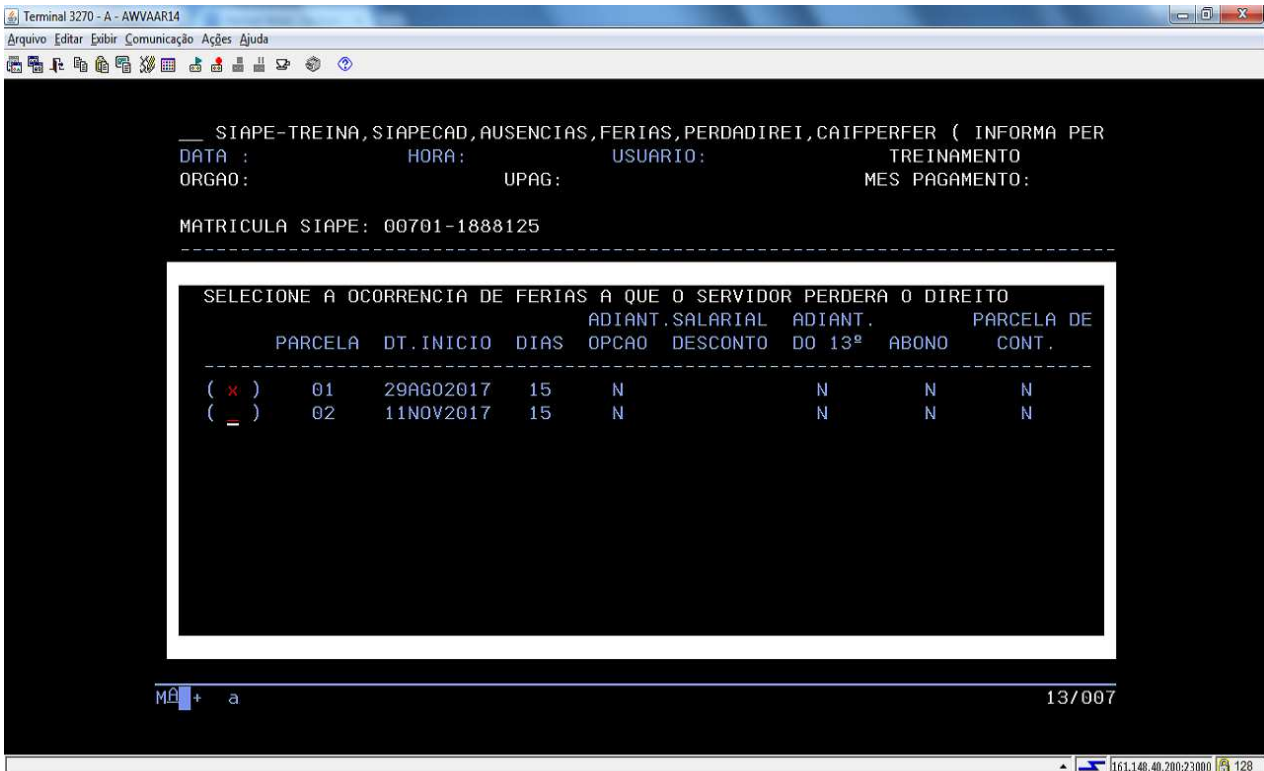 Terminal 3270 - A - AWVAAR14
Arquivo Editar Exibir Comunicação Ações Ajuda
__ SIAPE-TREINA,SIAPECAD,AUSENCIAS,FERIAS,PERDADIREI,CAIFPERFER ( INFORMA PER
DATA : HORA: USUARIO: TREINAMENTO
ORGAO: UPAG: MES PAGAMENTO:
MATRICULA SIAPE: 00701-1888125
SELECIONE A OCORRENCIA DE FERIAS A QUE O SERVIDOR PERDERA O DIREITO
ADIANT.SALARIAL ADIANT. PARCELA DE
PARCELA DT.INICIO DIAS OPCAO DESCONTO DO 13º ABONO CONT.
( x ) 01 29AGO2017 15 N N N N
( _ ) 02 11NOV2017 15 N N N N
MA + a 13/007
161.148.40.200:23000 128